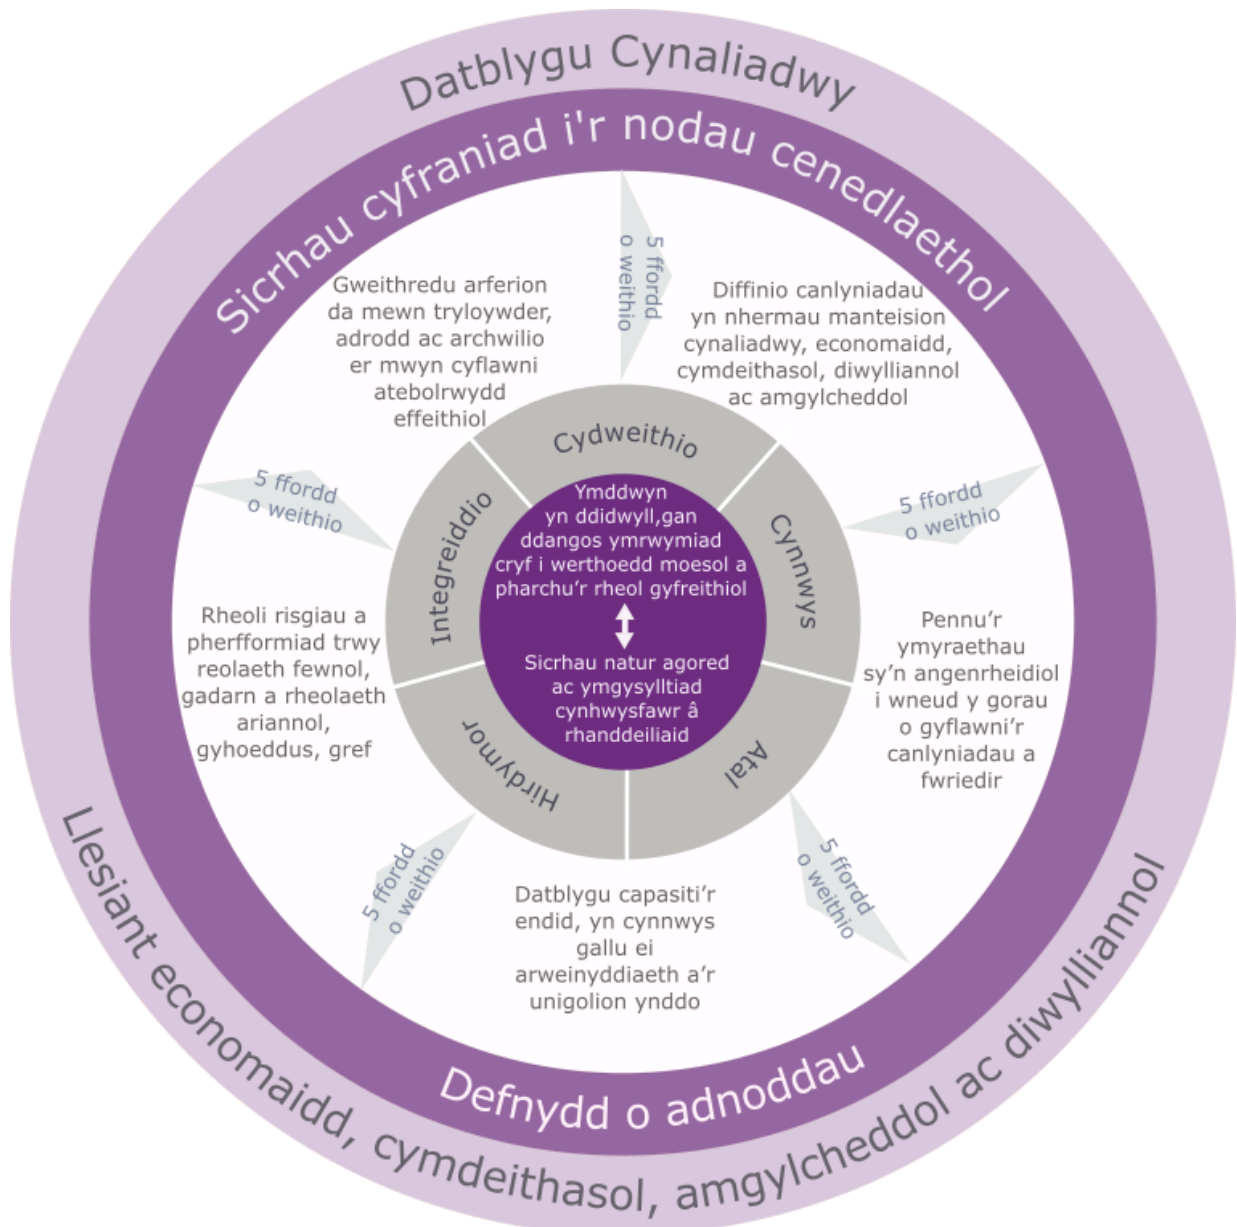 Datblygu Cynaliadwy
Sicrhau cyfraniad i'r nodau cenedlaethol
5 ffordd
o weithio
Gweithredu arferion
da mewn tryloywder,
adrodd ac archwilio
er mwyn cyflawni
atebolrwydd
effeithiol
Diffinio canlyniadau
yn nhermau manteision
cynaliadwy, economaidd,
cymdeithasol, diwylliannol
ac amgylcheddol
5 ffordd
o weithio
5 ffordd
o weithio
Cydweithio
Integreiddio
Cynnwys
Ymddwyn
yn ddidwyll,gan
ddangos ymrwymiad
cryf i werthoedd moesol a
pharchu’r rheol gyfreithiol
Sicrhau natur agored
ac ymgysylltiad
cynhwysfawr â
rhanddeiliaid
Hirdymor
Atal
Rheoli risgiau a
pherfformiad trwy
reolaeth fewnol,
gadarn a rheolaeth
ariannol,
gyhoeddus, gref
Pennu’r
ymyraethau
sy’n angenrheidiol
i wneud y gorau
o gyflawni’r
canlyniadau a
fwriedir
5 ffordd
o weithio
5 ffordd
o weithio
Datblygu capasiti’r
endid, yn cynnwys
gallu ei
arweinyddiaeth a’r
unigolion ynddo
Defnydd o adnoddau
Llesiant economaidd, cymdeithasol, amgylcheddol ac diwylliannol